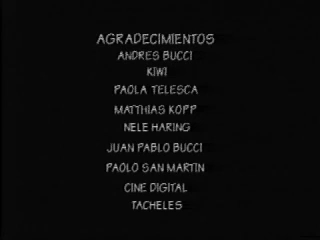 AGRADECIMIENTOS
ANDRES BUCCI
KIWI
PAOLA TELESCA
MATTHIAS KOPP
NELE HARING
JUAN PABLO BUCCI
PAOLO SAN MARTIN
CINE DIGITAL
TACHELES